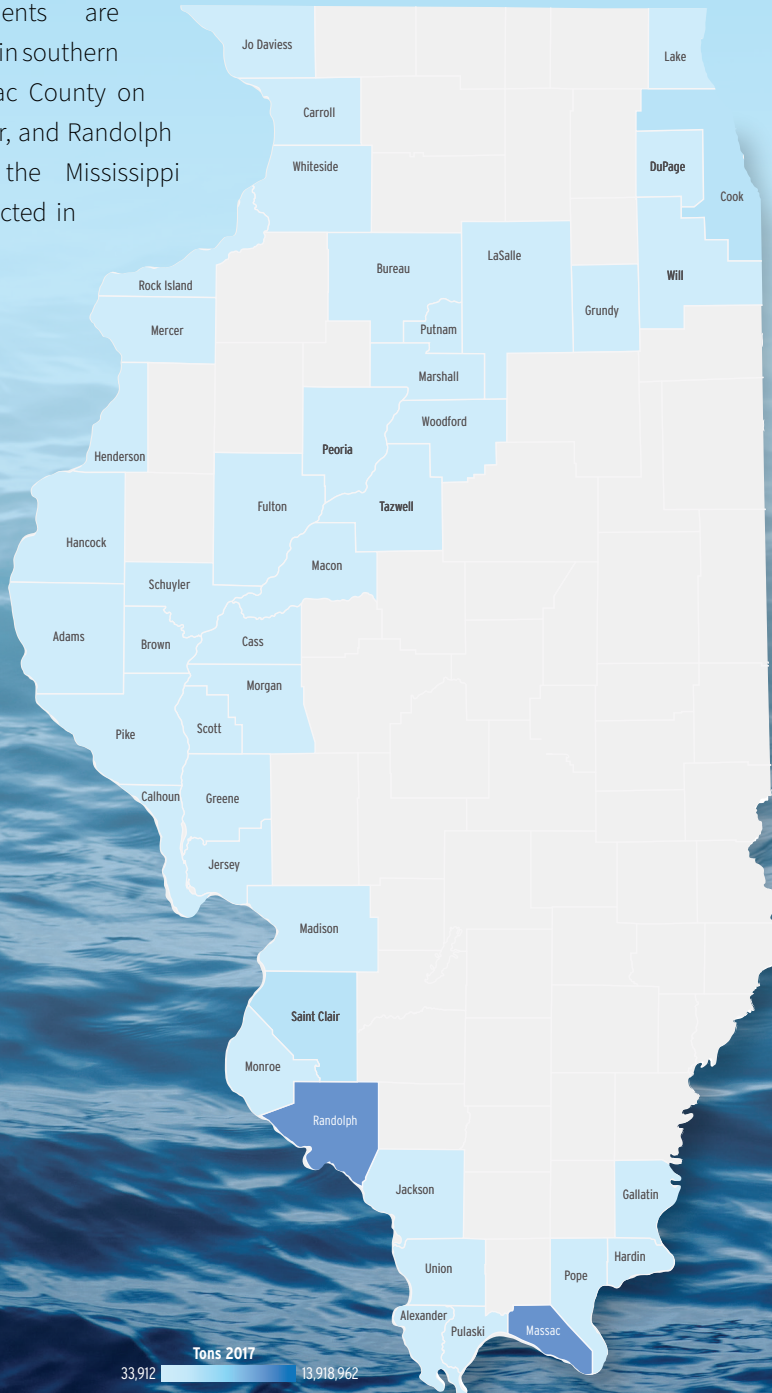 ents are
in southern
ac County on
r, and Randolph
the Mississippi
cted in
Jo Daviess
Lake
Carroll
DuPage
Whiteside
Cook
LaSalle
Bureau
Will
Rock Island
Grundy
Mercer
Putnam
Marshall
Woodford
Peoria
Henderson
Fulton
Tazwell
Hancock
Macon
Schuyler
Adams
Brown
Cass
Morgan
Scott
Pike
Calhoun
Greene
Jersey
Madison
Saint Clair
Monroe
Randolph
Jackson
Gallatin
Hardin
Union
Pope
Alexander
Pulaski
Massac
Tons 2017
33,912 13,918,962